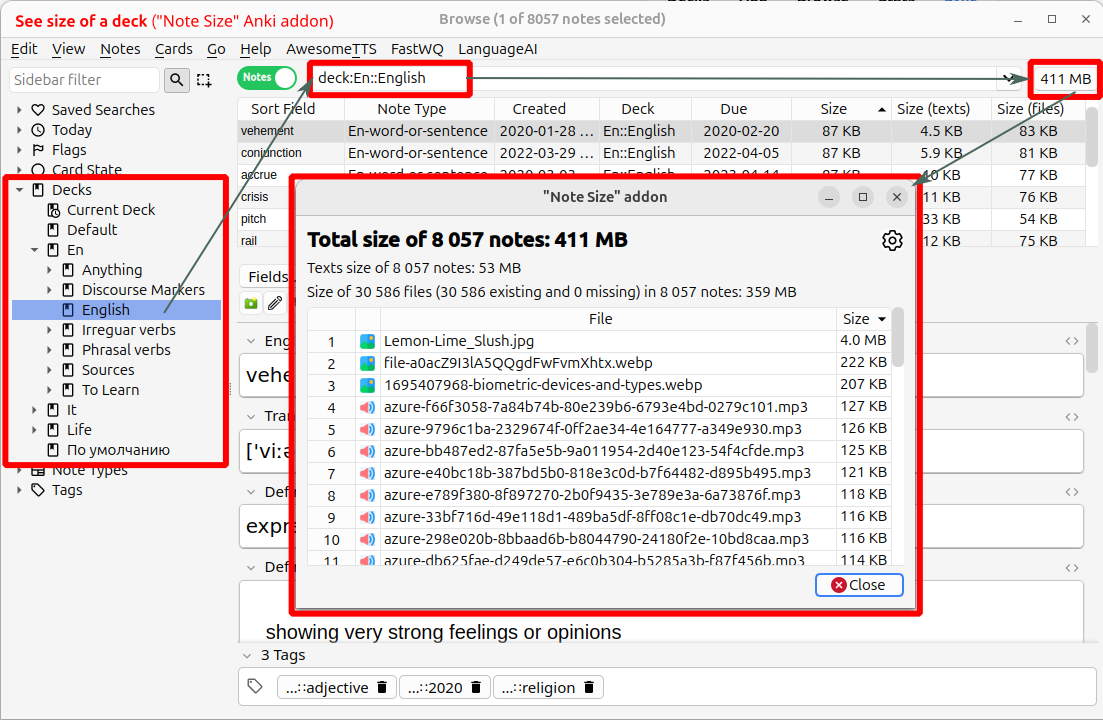 See size of a deck ("Note Size" Anki addon)
Browse (1 of 8057 notes selected)
Edit View Notes Cards Go Help AwesomeTTS FastWQ LanguageAI
Sidebar filter
Notes
deck:En::English
411 MB
Saved Searches
Today
Flags
Card State
Decks
Current Deck
Default
En
Anything
Discourse Markers
English
Irreguar verbs
Phrasal verbs
Sources
To Learn
It
Life
По умолчанию
Note Types
Tags
Sort Field Note Type Created Deck Due Size Size (texts) Size (files)
vehement En-word-or-sentence 2020-01-28 ... En::English 2020-02-20 87 KB 4.5 KB 83 KB
conjunction En-word-or-sentence 2022-03-29 ... En::English 2022-04-05 87 KB 5.9 KB 81 KB
accrue 77 KB
crisis 11 KB 76 KB
pitch 33 KB 54 KB
rail 12 KB 75 KB
Fields
"Note Size" addon
Total size of 8 057 notes: 411 MB
Texts size of 8 057 notes: 53 MB
Size of 30 586 files (30 586 existing and 0 missing) in 8 057 notes: 359 MB
File Size
1 Lemon-Lime_Slush.jpg 4.0 MB
2 file-a0acZ9I3lA5QQgdFwFvmXhtx.webp 222 KB
3 1695407968-biometric-devices-and-types.webp 207 KB
4 azure-f66f3058-7a84b74b-80e239b6-6793e4bd-0279c101.mp3 127 KB
5 azure-9796c1ba-2329674f-0ff2ae34-4e164777-a349e930.mp3 126 KB
6 azure-bb487ed2-87fa5e5b-9a011954-2d40e123-54f4cfde.mp3 125 KB
7 azure-e40bc18b-387bd5b0-818e3c0d-b7f64482-d895b495.mp3 121 KB
8 azure-e789f380-8f897270-2b0f9435-3e789e3a-6a73876f.mp3 118 KB
9 azure-33bf716d-49e118d1-489ba5df-8ff08c1e-db70dc49.mp3 116 KB
10 azure-298e020b-8bbaad6b-b8044790-24180f2e-10bd8caa.mp3 116 KB
11 azure-db625fae-d249de57-e6c0b304-b5285a3b-f87f456b.mp3 114 KB
Close
Eng
vehe
Tran
['vi:ə
Defi
expre
Defi
showing very strong feelings or opinions
3 Tags
...::adjective ...::2020 ...::religion